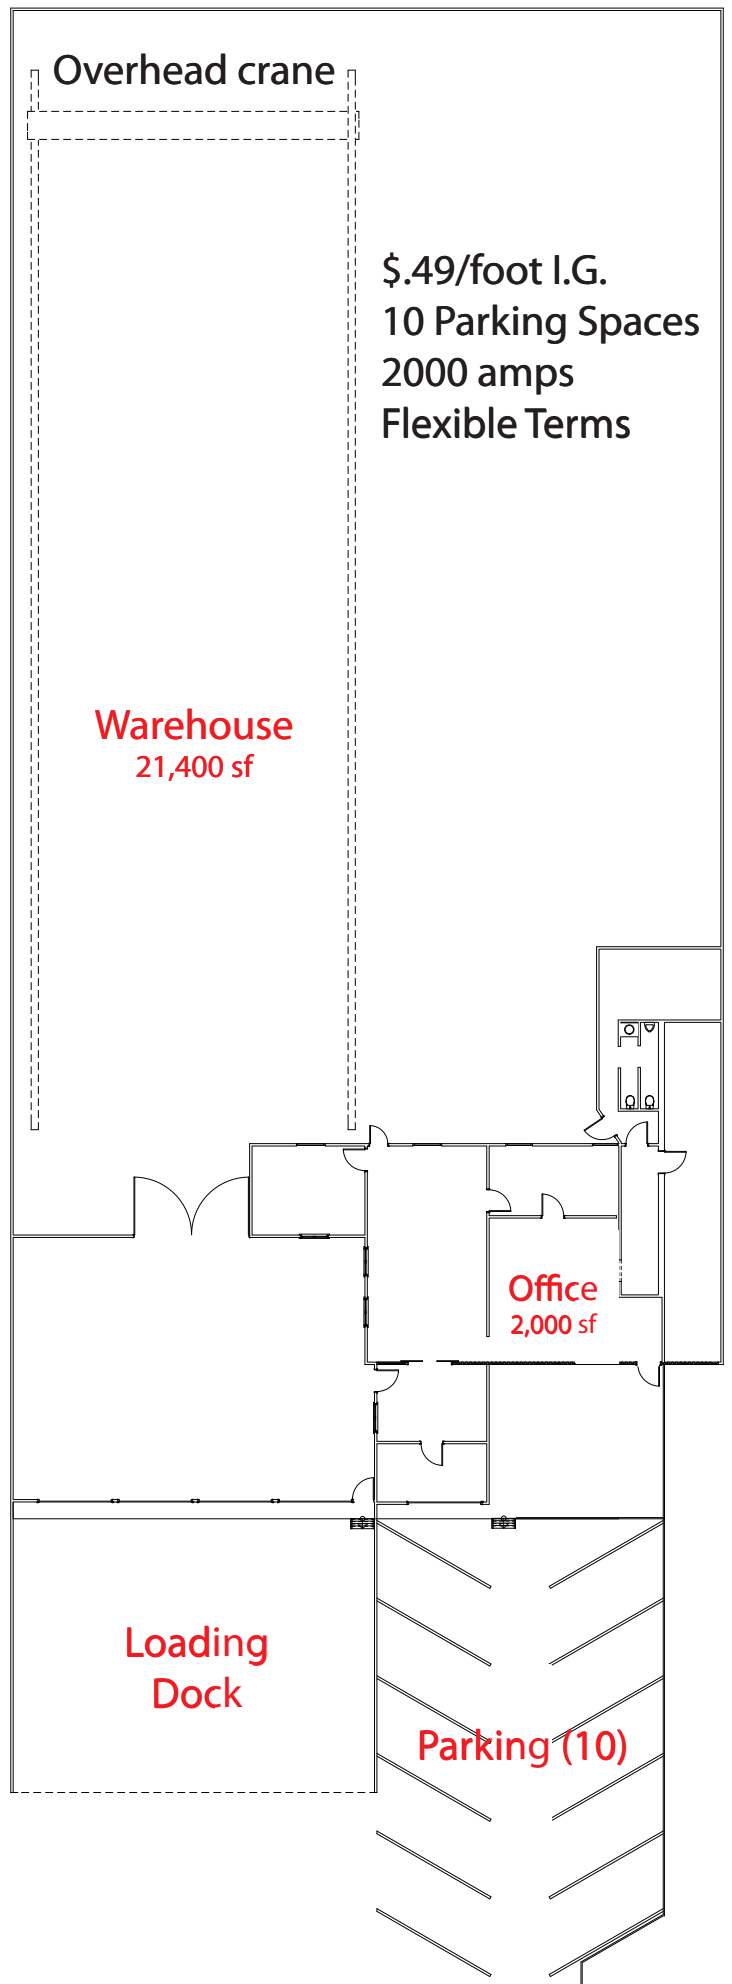 Overhead crane
$.49/foot I.G.
10 Parking Spaces
2000 amps
Flexible Terms
Warehouse
21,400 sf
Office
2,000 sf
Loading
Dock
Parking (10)